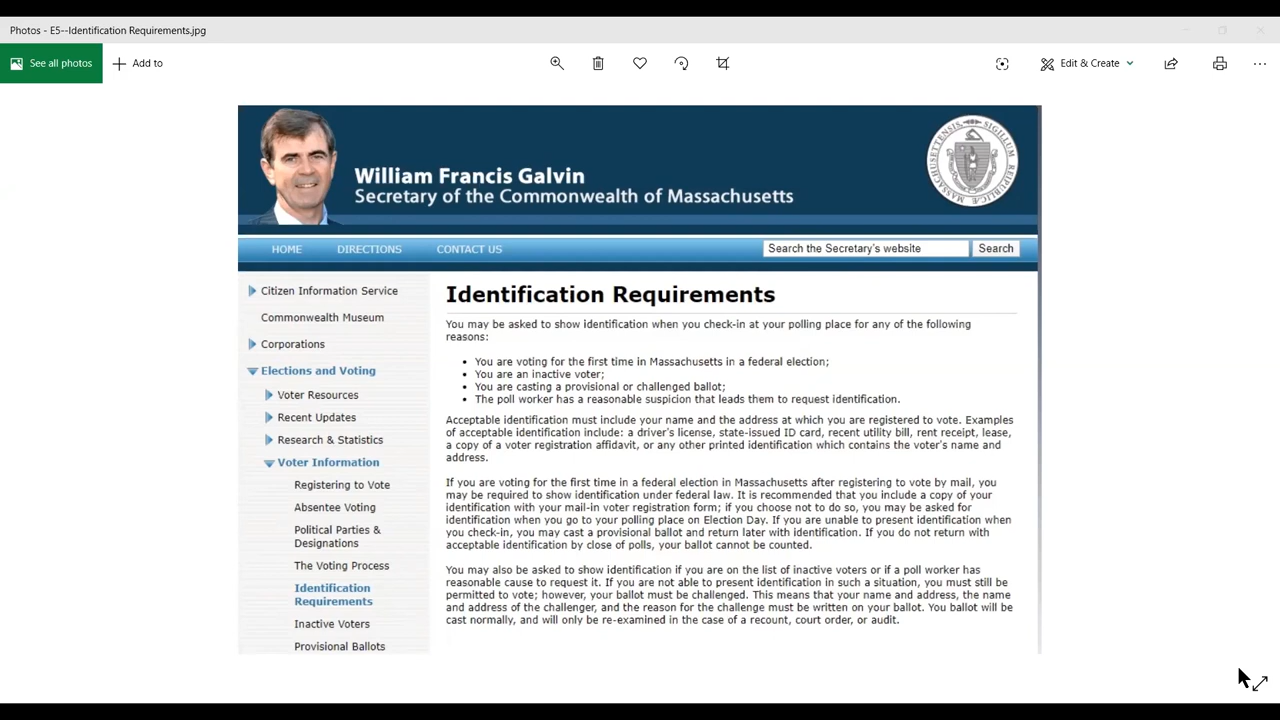 Photos - E5--Identification Requirements.jpg
See all photos
Add to
Edit & Create
William Francis Galvin
Secretary of the Commonwealth of Massachusetts
HOME DIRECTIONS CONTACT US
Search the Secretary's website Search
Citizen Information Service
Commonwealth Museum
Corporations
Elections and Voting
Voter Resources
Recent Updates
Research & Statistics
Voter Information
Registering to Vote
Absentee Voting
Political Parties &
Designations
The Voting Process
Identification
Requirements
Inactive Voters
Provisional Ballots
Identification Requirements
You may be asked to show identification when you check-in at your polling place for any of the following
reasons:
• You are voting for the first time in Massachusetts in a federal election;
• You are an inactive voter;
• You are casting a provisional or challenged ballot;
• The poll worker has a reasonable suspicion that leads them to request identification.
Acceptable identification must include your name and the address at which you are registered to vote. Examples
of acceptable identification include: a driver's license, state-issued ID card, recent utility bill, rent receipt, lease,
a copy of a voter registration affidavit, or any other printed identification which contains the voter's name and
address.
If you are voting for the first time in a federal election in Massachusetts after registering to vote by mail, you
may be required to show identification under federal law. It is recommended that you include a copy of your
identification with your mail-in voter registration form; if you choose not to do so, you may be asked for
identification when you go to your polling place on Election Day. If you are unable to present identification when
you check-in, you may cast a provisional ballot and return later with identification. If you do not return with
acceptable identification by close of polls, your ballot cannot be counted.
You may also be asked to show identification if you are on the list of inactive voters or if a poll worker has
reasonable cause to request it. If you are not able to present identification in such a situation, you must still be
permitted to vote; however, your ballot must be challenged. This means that your name and address, the name
and address of the challenger, and the reason for the challenge must be written on your ballot. You ballot will be
cast normally, and will only be re-examined in the case of a recount, court order, or audit.